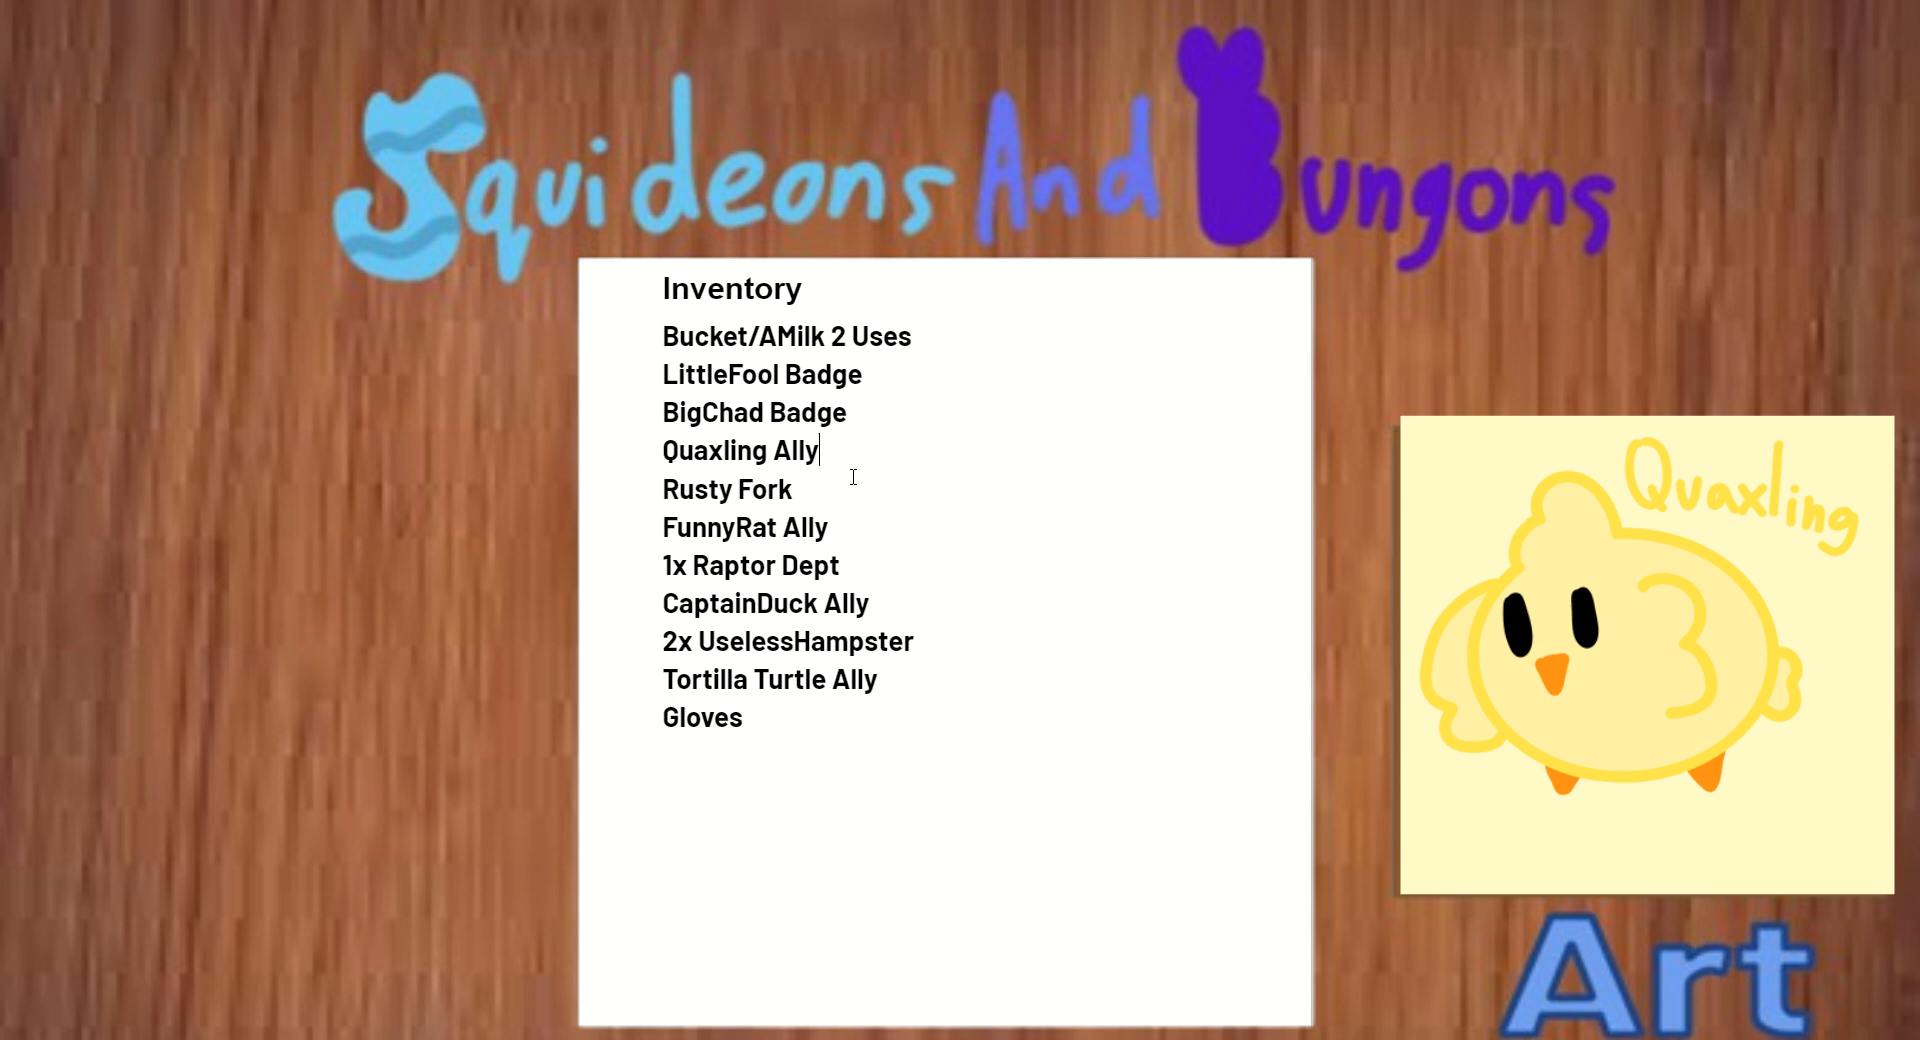 Squideons And Bungons
Inventory
Bucket/AMilk 2 Uses
LittleFool Badge
BigChad Badge
Quaxling Ally
Rusty Fork
FunnyRat Ally
1x Raptor Dept
CaptainDuck Ally
2x UselessHampster
Tortilla Turtle Ally
Gloves
Quaxling
Art